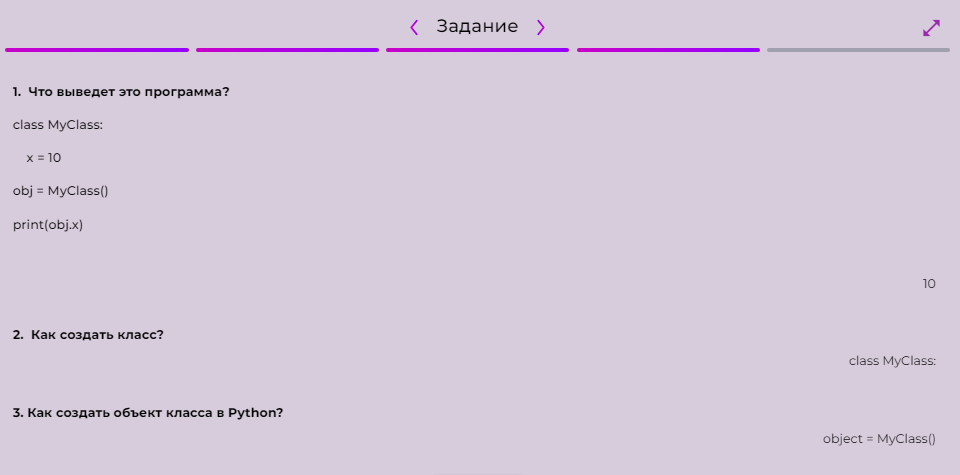 Задание
1. Что выведет это программа?
class MyClass:
x = 10
obj = MyClass()
print(obj.x)
10
2. Как создать класс?
class MyClass:
3. Как создать объект класса в Python?
object = MyClass()